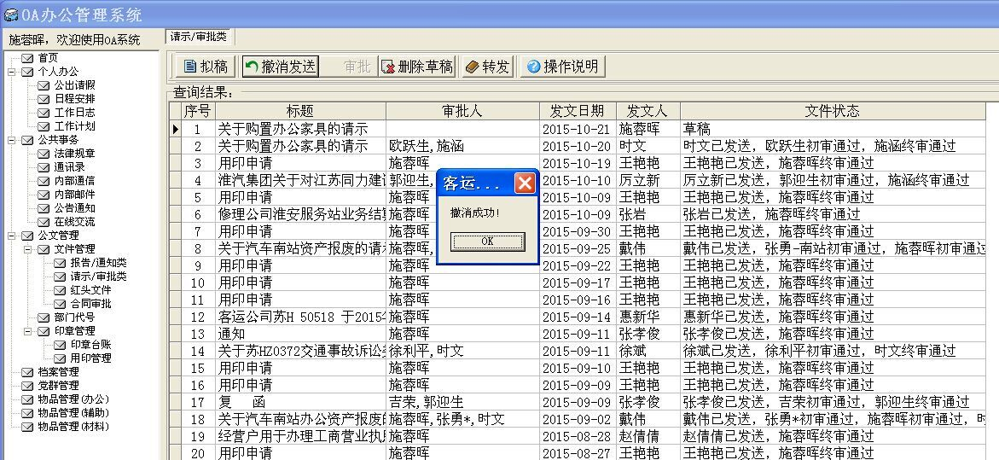 OA办公管理系统
施蓉晖，欢迎使用OA系统
请示/审批类
首页
个人办公
公出请假
日程安排
工作日志
工作计划
公共事务
法律规章
通讯录
内部通信
内部邮件
公告通知
在线交流
公文管理
文件管理
报告/通知类
请示/审批类
红头文件
合同审批
部门代号
印章管理
印章台账
用印管理
档案管理
党群管理
物品管理(办公)
物品管理(辅助)
物品管理(材料)
拟稿 撤消发送 审批 删除草稿 转发 操作说明
查询结果：
序号 标题 审批人 发文日期 发文人 文件状态
1 关于购置办公家具的请示 2015-10-21 施蓉晖 草稿
2 关于购置办公家具的请示 欧跃生,施涵 2015-10-20 时文 时文已发送，欧跃生初审通过，施涵终审通过
3 用印申请 施蓉晖 2015-10-19 王艳艳 王艳艳已发送，施蓉晖终审通过
4 淮汽集团关于对江苏同力建设 郭迎生, 2015-10-10 厉立新 厉立新已发送，郭迎生初审通过，施涵终审通过
5 用印申请 施蓉晖 2015-10-09 王艳艳 王艳艳已发送，施蓉晖终审通过
6 修理公司淮安服务站业务结算 施蓉晖 2015-10-09 张岩 张岩已发送，施蓉晖终审通过
7 用印申请 施蓉晖 2015-09-30 王艳艳 王艳艳已发送，施蓉晖终审通过
8 关于汽车南站资产报废的请示 施蓉晖, 2015-09-25 戴伟 戴伟已发送，张勇-南站初审通过，施蓉晖初审通过
9 用印申请 施蓉晖 2015-09-22 王艳艳 王艳艳已发送，施蓉晖终审通过
10 用印申请 施蓉晖 2015-09-17 王艳艳 王艳艳已发送，施蓉晖终审通过
11 用印申请 施蓉晖 2015-09-16 王艳艳 王艳艳已发送，施蓉晖终审通过
12 客运公司苏H 50518 于2015 施蓉晖 2015-09-14 惠新华 惠新华已发送，施蓉晖终审通过
13 通知 施蓉晖 2015-09-11 张孝俊 张孝俊已发送，施蓉晖终审通过
14 关于苏HZ0372交通事故诉讼 徐利平,时文 2015-09-11 徐斌 徐斌已发送，徐利平初审通过，时文终审通过
15 用印申请 施蓉晖 2015-09-10 王艳艳 王艳艳已发送，施蓉晖终审通过
16 用印申请 施蓉晖 2015-09-09 王艳艳 王艳艳已发送，施蓉晖终审通过
17 复 函 吉荣,郭迎生 2015-09-09 张孝俊 张孝俊已发送，吉荣初审通过，郭迎生终审通过
18 关于汽车南站办公资产报废的 施蓉晖,张勇*,时文 2015-09-02 戴伟 戴伟已发送，张勇*初审通过，施蓉晖初审通过，时
19 经营户用于办理工商营业执照 施蓉晖 2015-08-28 赵倩倩 赵倩倩已发送，施蓉晖终审通过
20 用印申请 施蓉晖 2015-08-27 王艳艳 王艳艳已发送，施蓉晖终审通过
客运...
撤消成功!
OK